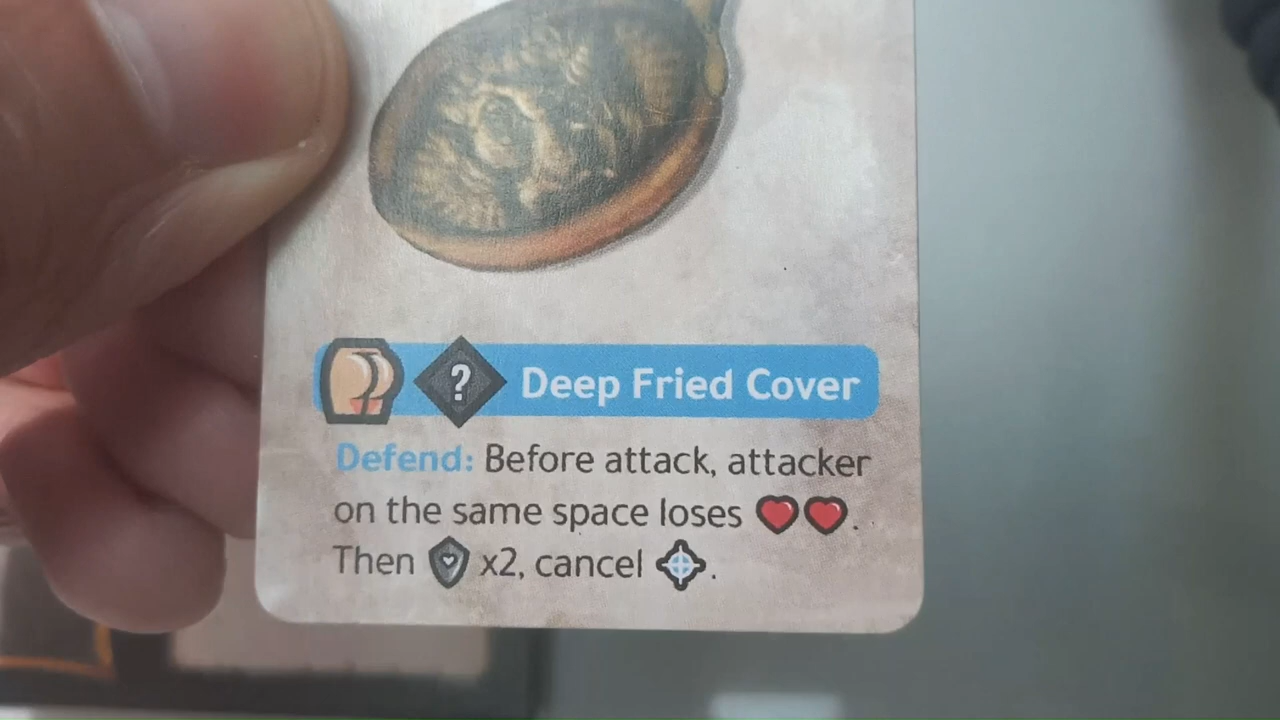 ? Deep Fried Cover
Defend: Before attack, attacker
on the same space loses .
Then x2, cancel .